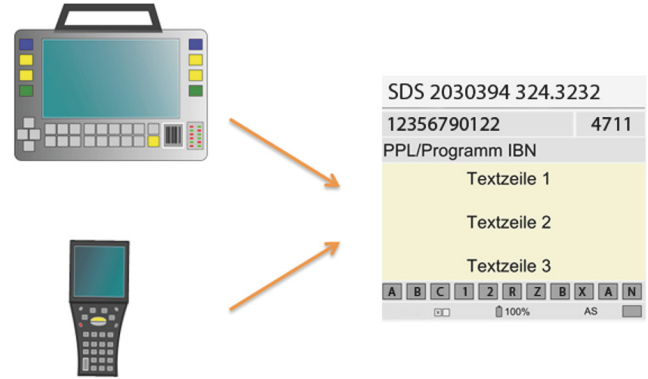 SDS 2030394 324.3232
12356790122 4711
PPL/Programm IBN
Textzeile 1
Textzeile 2
Textzeile 3
A B C 1 2 R Z B X A N
100% AS